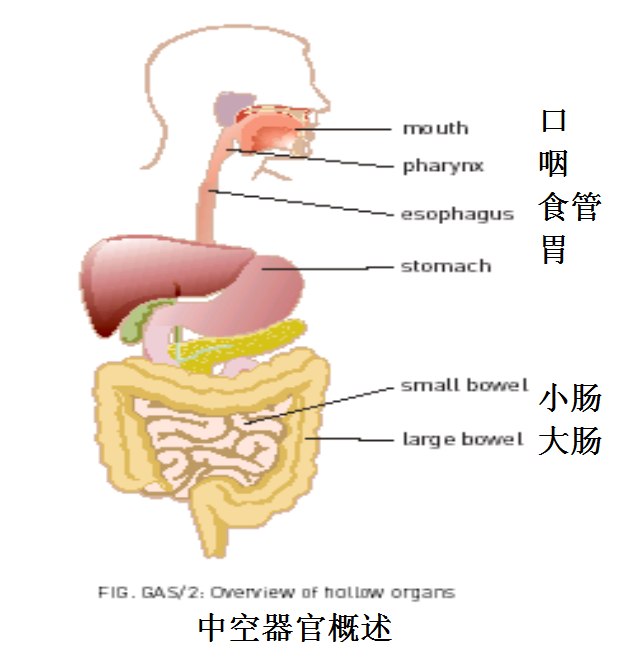 mouth 口
pharynx 咽
esophagus 食管
stomach 胃
small bowel 小肠
large bowel 大肠
FIG. GAS/2: Overview of hollow organs
中空器官概述